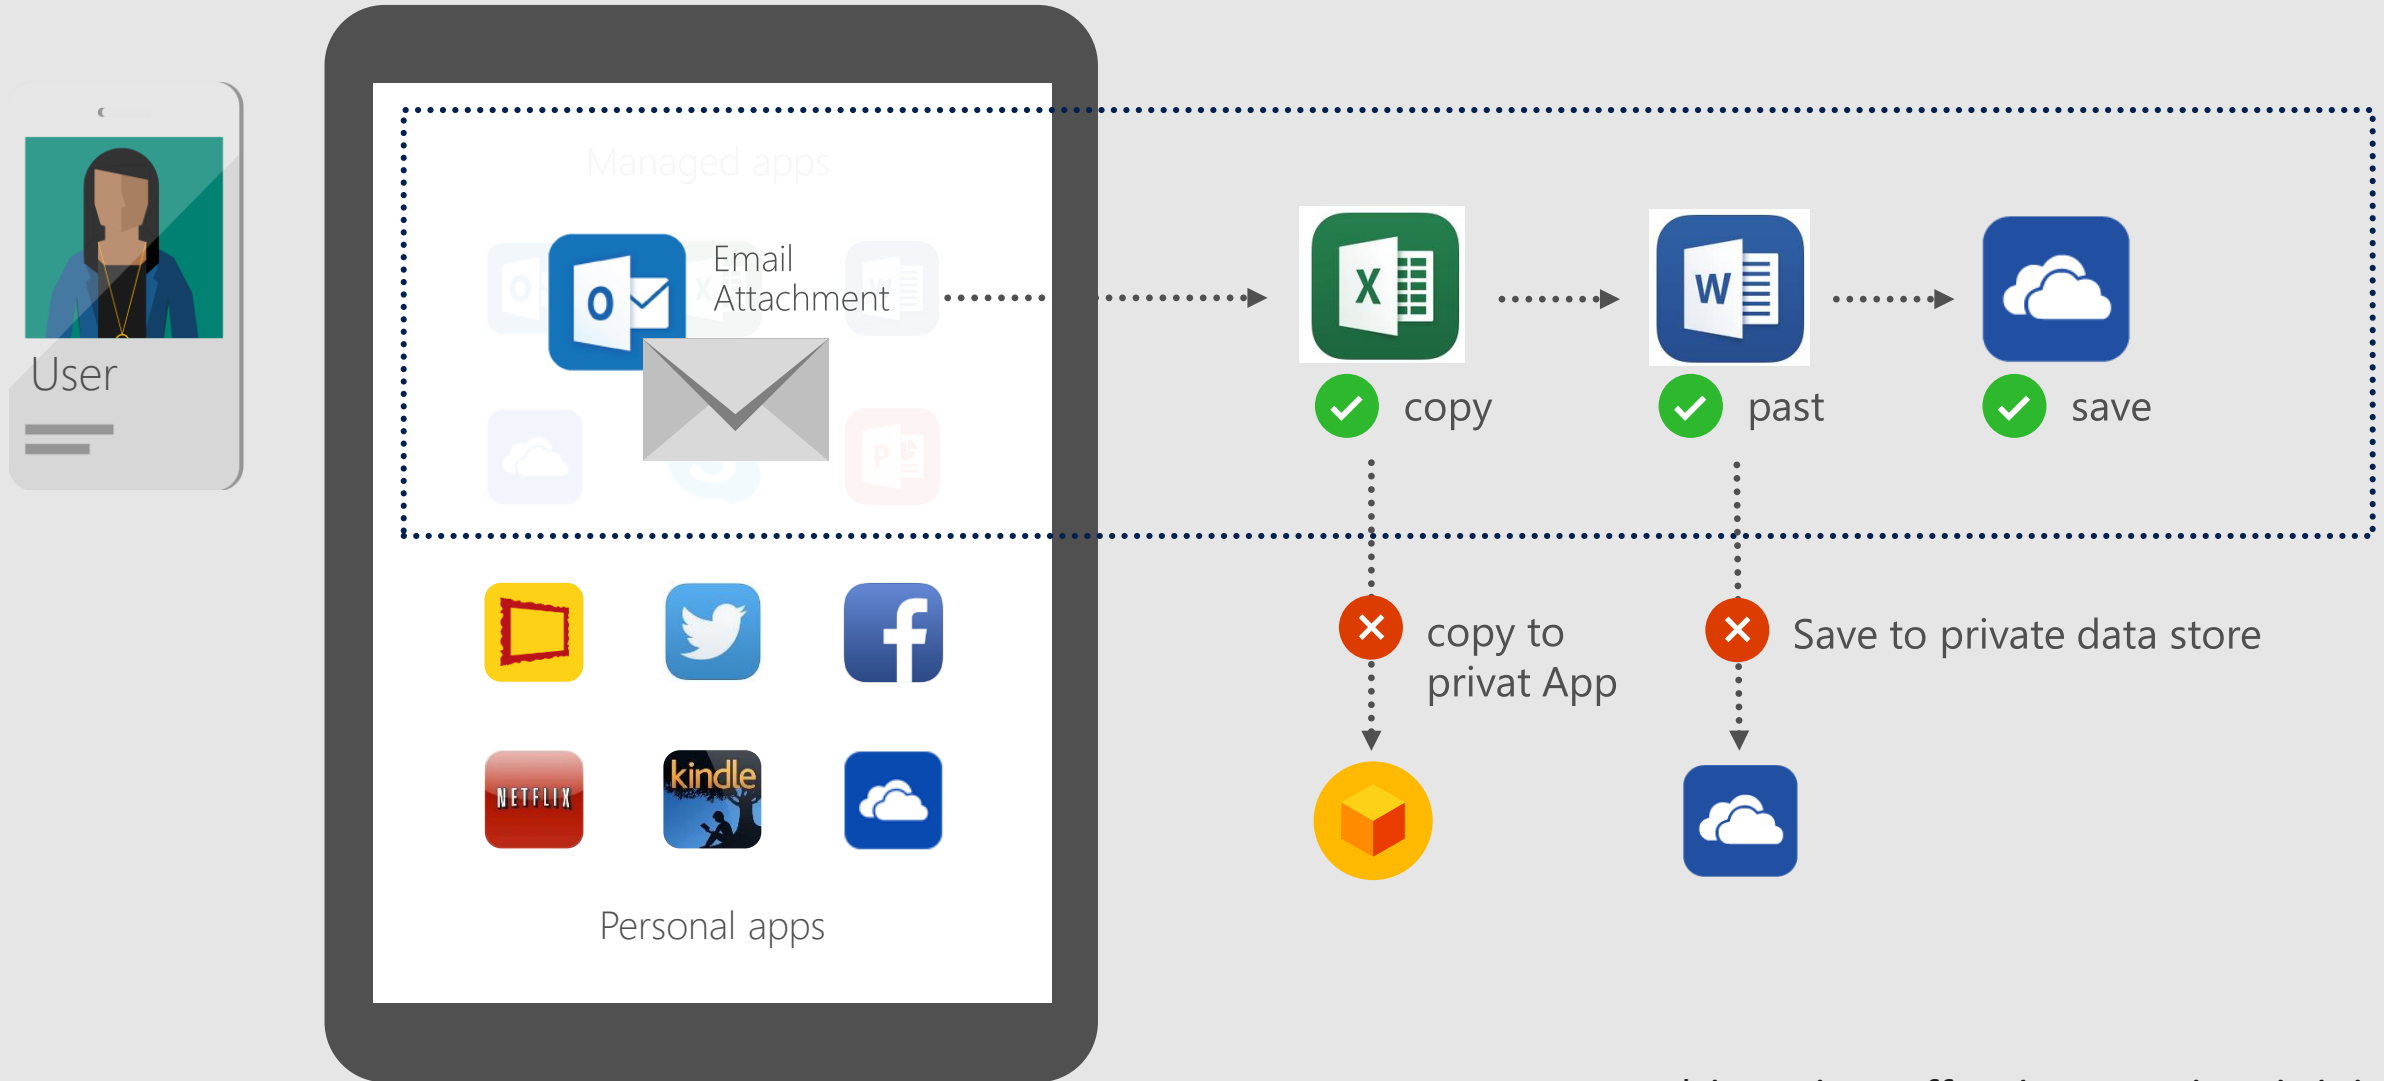 User
Managed apps
Email
Attachment
copy
past
save
copy to
privat App
Save to private data store
NETFLIX
kindle
Personal apps